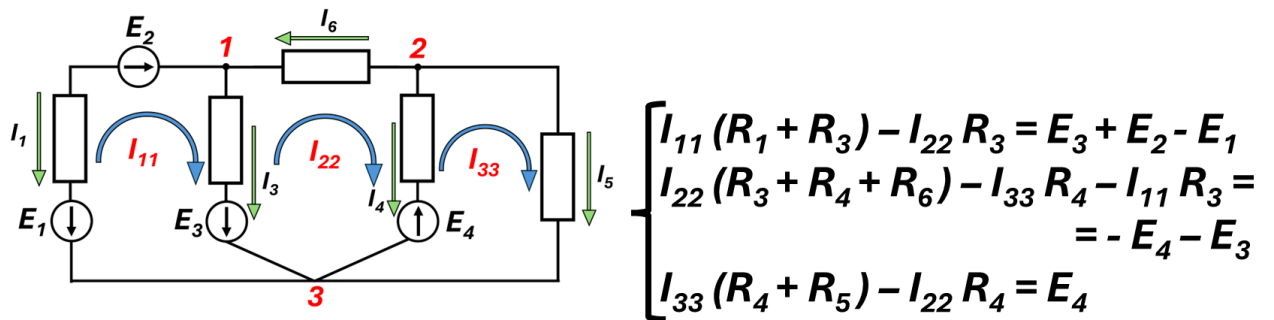 I₆
E₂
1
2
I₁
I₁₁
I₃
I₂₂
I₄
I₃₃
I₅
E₁
E₃
E₄
3
I₁₁ (R₁ + R₃) – I₂₂ R₃ = E₃ + E₂ - E₁
I₂₂ (R₃ + R₄ + R₆) – I₃₃ R₄ – I₁₁ R₃ =
= - E₄ – E₃
I₃₃ (R₄ + R₅) – I₂₂ R₄ = E₄